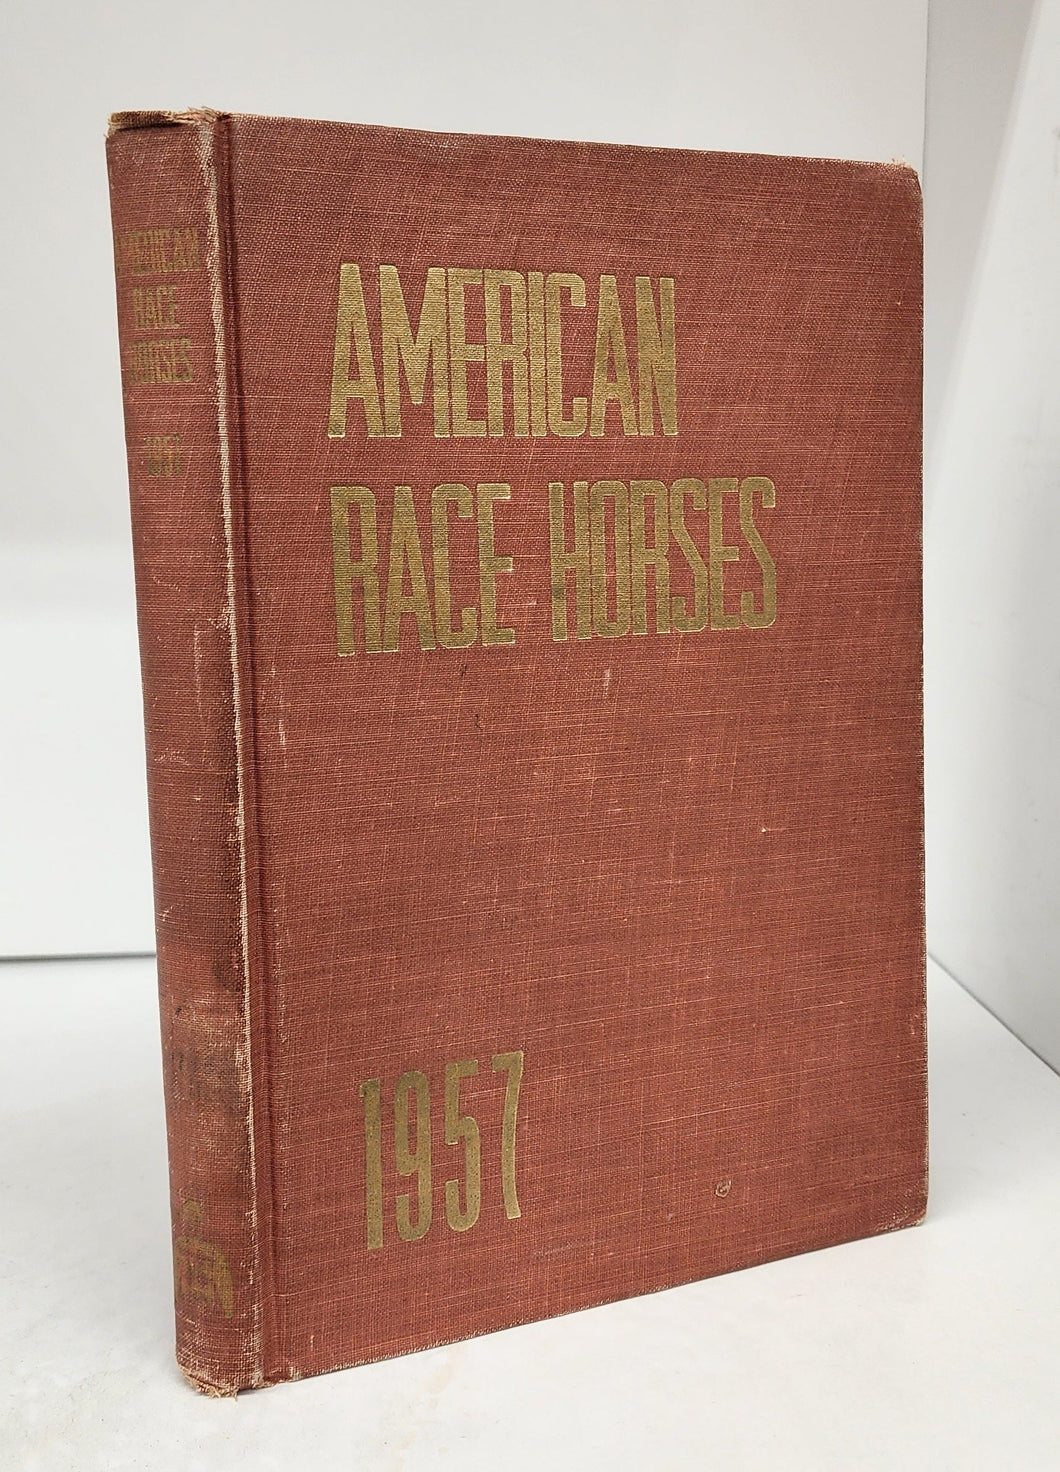 AMERICAN
RACE HORSES
1957
AMERICAN
RACE
HORSES
1957